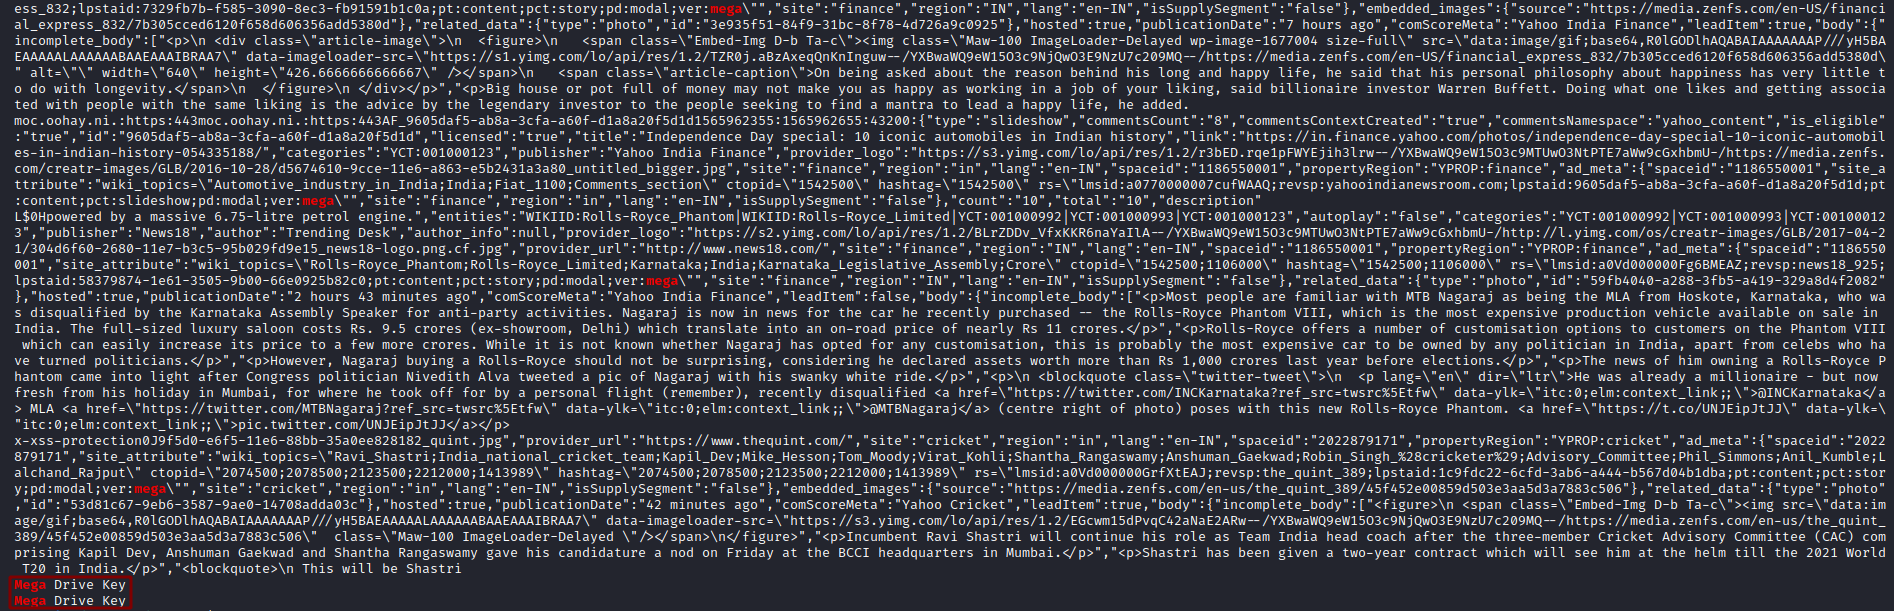 ess_832;lpstaid:7329fb7b-f585-3090-8ec3-fb91591b1c0a;pt:content;pct:story;pd:modal;ver:mega\"","site":"finance","region":"IN","lang":"en-IN","isSupplySegment":"false"},"embedded_images":{"source":"https://media.zenfs.com/en-US/financi
al_express_832/7b305cced6120f658d606356add5380d"},"related_data":{"type":"photo","id":"3e935f51-84f9-31bc-8f78-4d726a9c0925"},"hosted":true,"publicationDate":"7 hours ago","comScoreMeta":"Yahoo India Finance","leadItem":true,"body":{"
incomplete_body":["<p>\n <div class=\"article-image\">\n  <figure>\n   <span class=\"Embed-Img D-b Ta-c\"><img class=\"Maw-100 ImageLoader-Delayed wp-image-1677004 size-full\" src=\"data:image/gif;base64,R0lGODlhAQABAIAAAAAAAP///yH5BA
EAAAAALAAAAAABAAEAAAIBRAA7\" data-imageloader-src=\"https://s1.yimg.com/lo/api/res/1.2/TZR0j.aBzAxeqQnKnInguw--/YXBwaWQ9eW15O3c9NjQwO3E9NzU7c209MQ--/https://media.zenfs.com/en-US/financial_express_832/7b305cced6120f658d606356add5380d\
" alt=\"\" width=\"640\" height=\"426.6666666666667\" /></span>\n   <span class=\"article-caption\">On being asked about the reason behind his long and happy life, he said that his personal philosophy about happiness has very little t
o do with longevity.</span>\n  </figure>\n </div></p>","<p>Big house or pot full of money may not make you as happy as working in a job of your liking, said billionaire investor Warren Buffett. Doing what one likes and getting associa
ted with people with the same liking is the advice by the legendary investor to the people seeking to find a mantra to lead a happy life, he added.
moc.oohay.ni.:https:443moc.oohay.ni.:https:443AF_9605daf5-ab8a-3cfa-a60f-d1a8a20f5d1d1565962355:1565962655:43200:{"type":"slideshow","commentsCount":"8","commentsContextCreated":"true","commentsNamespace":"yahoo_content","is_eligible"
:"true","id":"9605daf5-ab8a-3cfa-a60f-d1a8a20f5d1d","licensed":"true","title":"Independence Day special: 10 iconic automobiles in Indian history","link":"https://in.finance.yahoo.com/photos/independence-day-special-10-iconic-automobil
es-in-indian-history-054335188/","categories":"YCT:001000123","publisher":"Yahoo India Finance","provider_logo":"https://s3.yimg.com/lo/api/res/1.2/r3bED.rqe1pFWYEjih3lrw--/YXBwaWQ9eW15O3c9MTUwO3NtPTE7aWw9cGxhbmU-/https://media.zenfs.
com/creatr-images/GLB/2016-10-28/d5674610-9cce-11e6-a863-e5b2431a3a80_untitled_bigger.jpg","site":"finance","region":"in","lang":"en-IN","spaceid":"1186550001","propertyRegion":"YPROP:finance","ad_meta":{"spaceid":"1186550001","site_a
ttribute":"wiki_topics=\"Automotive_industry_in_India;India;Fiat_1100;Comments_section\" ctopid=\"1542500\" hashtag=\"1542500\" rs=\"lmsid:a0770000007cufWAAQ;revsp:yahooindianewsroom.com;lpstaid:9605daf5-ab8a-3cfa-a60f-d1a8a20f5d1d;pt
:content;pct:slideshow;pd:modal;ver:mega\"","site":"finance","region":"in","lang":"en-IN","isSupplySegment":"false"},"count":"10","total":"10","description"
L$0Hpowered by a massive 6.75-litre petrol engine.","entities":"WIKIID:Rolls-Royce_Phantom|WIKIID:Rolls-Royce_Limited|YCT:001000992|YCT:001000993|YCT:001000123","autoplay":"false","categories":"YCT:001000992|YCT:001000993|YCT:00100012
3","publisher":"News18","author":"Trending Desk","author_info":null,"provider_logo":"https://s2.yimg.com/lo/api/res/1.2/BLrZDDv_VfxKKR6naYaIlA--/YXBwaWQ9eW15O3c9MTUwO3NtPTE7aWw9cGxhbmU-/http://l.yimg.com/os/creatr-images/GLB/2017-04-2
1/304d6f60-2680-11e7-b3c5-95b029fd9e15_news18-logo.png.cf.jpg","provider_url":"http://www.news18.com/","site":"finance","region":"IN","lang":"en-IN","spaceid":"1186550001","propertyRegion":"YPROP:finance","ad_meta":{"spaceid":"1186550
001","site_attribute":"wiki_topics=\"Rolls-Royce_Phantom;Rolls-Royce_Limited;Karnataka;India;Karnataka_Legislative_Assembly;Crore\" ctopid=\"1542500;1106000\" hashtag=\"1542500;1106000\" rs=\"lmsid:a0Vd000000Fg6BMEAZ;revsp:news18_925;
lpstaid:58379874-1e61-3505-9b00-66e0925b82c0;pt:content;pct:story;pd:modal;ver:mega\"","site":"finance","region":"IN","lang":"en-IN","isSupplySegment":"false"},"related_data":{"type":"photo","id":"59fb4040-a288-3fb5-a419-329a8d4f2082"
},"hosted":true,"publicationDate":"2 hours 43 minutes ago","comScoreMeta":"Yahoo India Finance","leadItem":false,"body":{"incomplete_body":["<p>Most people are familiar with MTB Nagaraj as being the MLA from Hoskote, Karnataka, who wa
s disqualified by the Karnataka Assembly Speaker for anti-party activities. Nagaraj is now in news for the car he recently purchased -- the Rolls-Royce Phantom VIII, which is the most expensive production vehicle available on sale in
India. The full-sized luxury saloon costs Rs. 9.5 crores (ex-showroom, Delhi) which translate into an on-road price of nearly Rs 11 crores.</p>","<p>Rolls-Royce offers a number of customisation options to customers on the Phantom VIII
 which can easily increase its price to a few more crores. While it is not known whether Nagaraj has opted for any customisation, this is probably the most expensive car to be owned by any politician in India, apart from celebs who ha
ve turned politicians.</p>","<p>However, Nagaraj buying a Rolls-Royce should not be surprising, considering he declared assets worth more than Rs 1,000 crores last year before elections.</p>","<p>The news of him owning a Rolls-Royce P
hantom came into light after Congress politician Nivedith Alva tweeted a pic of Nagaraj with his swanky white ride.</p>","<p>\n <blockquote class=\"twitter-tweet\">\n  <p lang=\"en\" dir=\"ltr\">He was already a millionaire - but now
fresh from his holiday in Mumbai, for where he took off for by a personal flight (remember), recently disqualified <a href=\"https://twitter.com/INCKarnataka?ref_src=twsrc%5Etfw\" data-ylk=\"itc:0;elm:context_link;;\">@INCKarnataka</a
> MLA <a href=\"https://twitter.com/MTBNagaraj?ref_src=twsrc%5Etfw\" data-ylk=\"itc:0;elm:context_link;;\">@MTBNagaraj</a> (centre right of photo) poses with this new Rolls-Royce Phantom. <a href=\"https://t.co/UNJEipJtJJ\" data-ylk=\
"itc:0;elm:context_link;;\">pic.twitter.com/UNJEipJtJJ</a></p>
x-xss-protection0J9f5d0-e6f5-11e6-88bb-35a0ee828182_quint.jpg","provider_url":"https://www.thequint.com/","site":"cricket","region":"in","lang":"en-IN","spaceid":"2022879171","propertyRegion":"YPROP:cricket","ad_meta":{"spaceid":"2022
879171","site_attribute":"wiki_topics=\"Ravi_Shastri;India_national_cricket_team;Kapil_Dev;Mike_Hesson;Tom_Moody;Virat_Kohli;Shantha_Rangaswamy;Anshuman_Gaekwad;Robin_Singh_%28cricketer%29;Advisory_Committee;Phil_Simmons;Anil_Kumble;L
alchand_Rajput\" ctopid=\"2074500;2078500;2123500;2212000;1413989\" hashtag=\"2074500;2078500;2123500;2212000;1413989\" rs=\"lmsid:a0Vd000000GrfXtEAJ;revsp:the_quint_389;lpstaid:1c9fdc22-6cfd-3ab6-a444-b567d04b1dba;pt:content;pct:stor
y;pd:modal;ver:mega\"","site":"cricket","region":"in","lang":"en-IN","isSupplySegment":"false"},"embedded_images":{"source":"https://media.zenfs.com/en-us/the_quint_389/45f452e00859d503e3aa5d3a7883c506"},"related_data":{"type":"photo"
,"id":"53d81c67-9eb6-3587-9ae0-14708adda03c"},"hosted":true,"publicationDate":"42 minutes ago","comScoreMeta":"Yahoo Cricket","leadItem":true,"body":{"incomplete_body":["<figure>\n <span class=\"Embed-Img D-b Ta-c\"><img src=\"data:im
age/gif;base64,R0lGODlhAQABAIAAAAAAAP///yH5BAEAAAAALAAAAAABAAEAAAIBRAA7\" data-imageloader-src=\"https://s3.yimg.com/lo/api/res/1.2/EGcwm15dPvqC42aNaE2ARw--/YXBwaWQ9eW15O3c9NjQwO3E9NzU7c209MQ--/https://media.zenfs.com/en-us/the_quint_
389/45f452e00859d503e3aa5d3a7883c506\"  class=\"Maw-100 ImageLoader-Delayed \"/></span>\n</figure>","<p>Incumbent Ravi Shastri will continue his role as Team India head coach after the three-member Cricket Advisory Committee (CAC) com
prising Kapil Dev, Anshuman Gaekwad and Shantha Rangaswamy gave his candidature a nod on Friday at the BCCI headquarters in Mumbai.</p>","<p>Shastri has been given a two-year contract which will see him at the helm till the 2021 World
 T20 in India.</p>","<blockquote>\n This will be Shastri
Mega Drive Key
Mega Drive Key